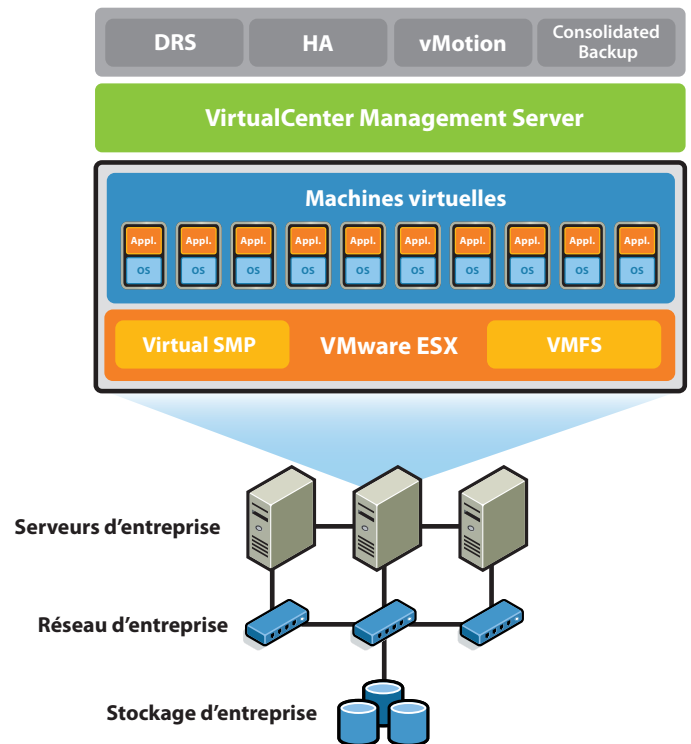 DRS
HA
vMotion
Consolidated
Backup
VirtualCenter Management Server
Machines virtuelles
Appl. Appl. Appl. Appl. Appl. Appl. Appl. Appl. Appl. Appl.
OS OS OS OS OS OS OS OS OS OS
Virtual SMP
VMware ESX
VMFS
Serveurs d’entreprise
Réseau d’entreprise
Stockage d’entreprise